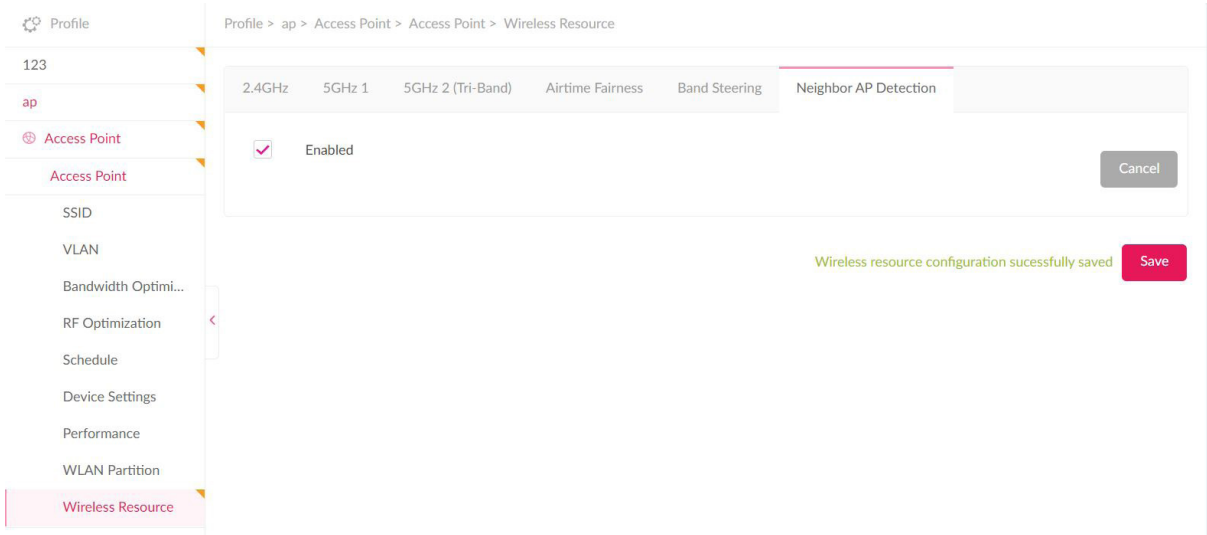 Profile
Profile > ap > Access Point > Access Point > Wireless Resource
123
ap
Access Point
Access Point
SSID
VLAN
Bandwidth Optimi...
RF Optimization
Schedule
Device Settings
Performance
WLAN Partition
Wireless Resource
2.4GHz 5GHz 1 5GHz 2 (Tri-Band) Airtime Fairness Band Steering Neighbor AP Detection
Enabled
Cancel
Wireless resource configuration sucessfully saved Save